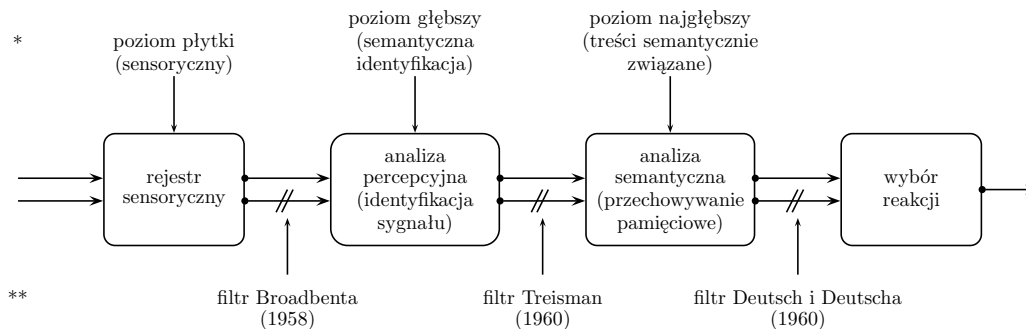 *
poziom płytki
(sensoryczny)
poziom głębszy
(semantyczna
identyfikacja)
poziom najgłębszy
(treści semantycznie
związane)
rejestr
sensoryczny
analiza
percepcyjna
(identyfikacja
sygnału)
analiza
semantyczna
(przechowywanie
pamięciowe)
wybór
reakcji
**
filtr Broadbenta
(1958)
filtr Treisman
(1960)
filtr Deutsch i Deutscha
(1960)